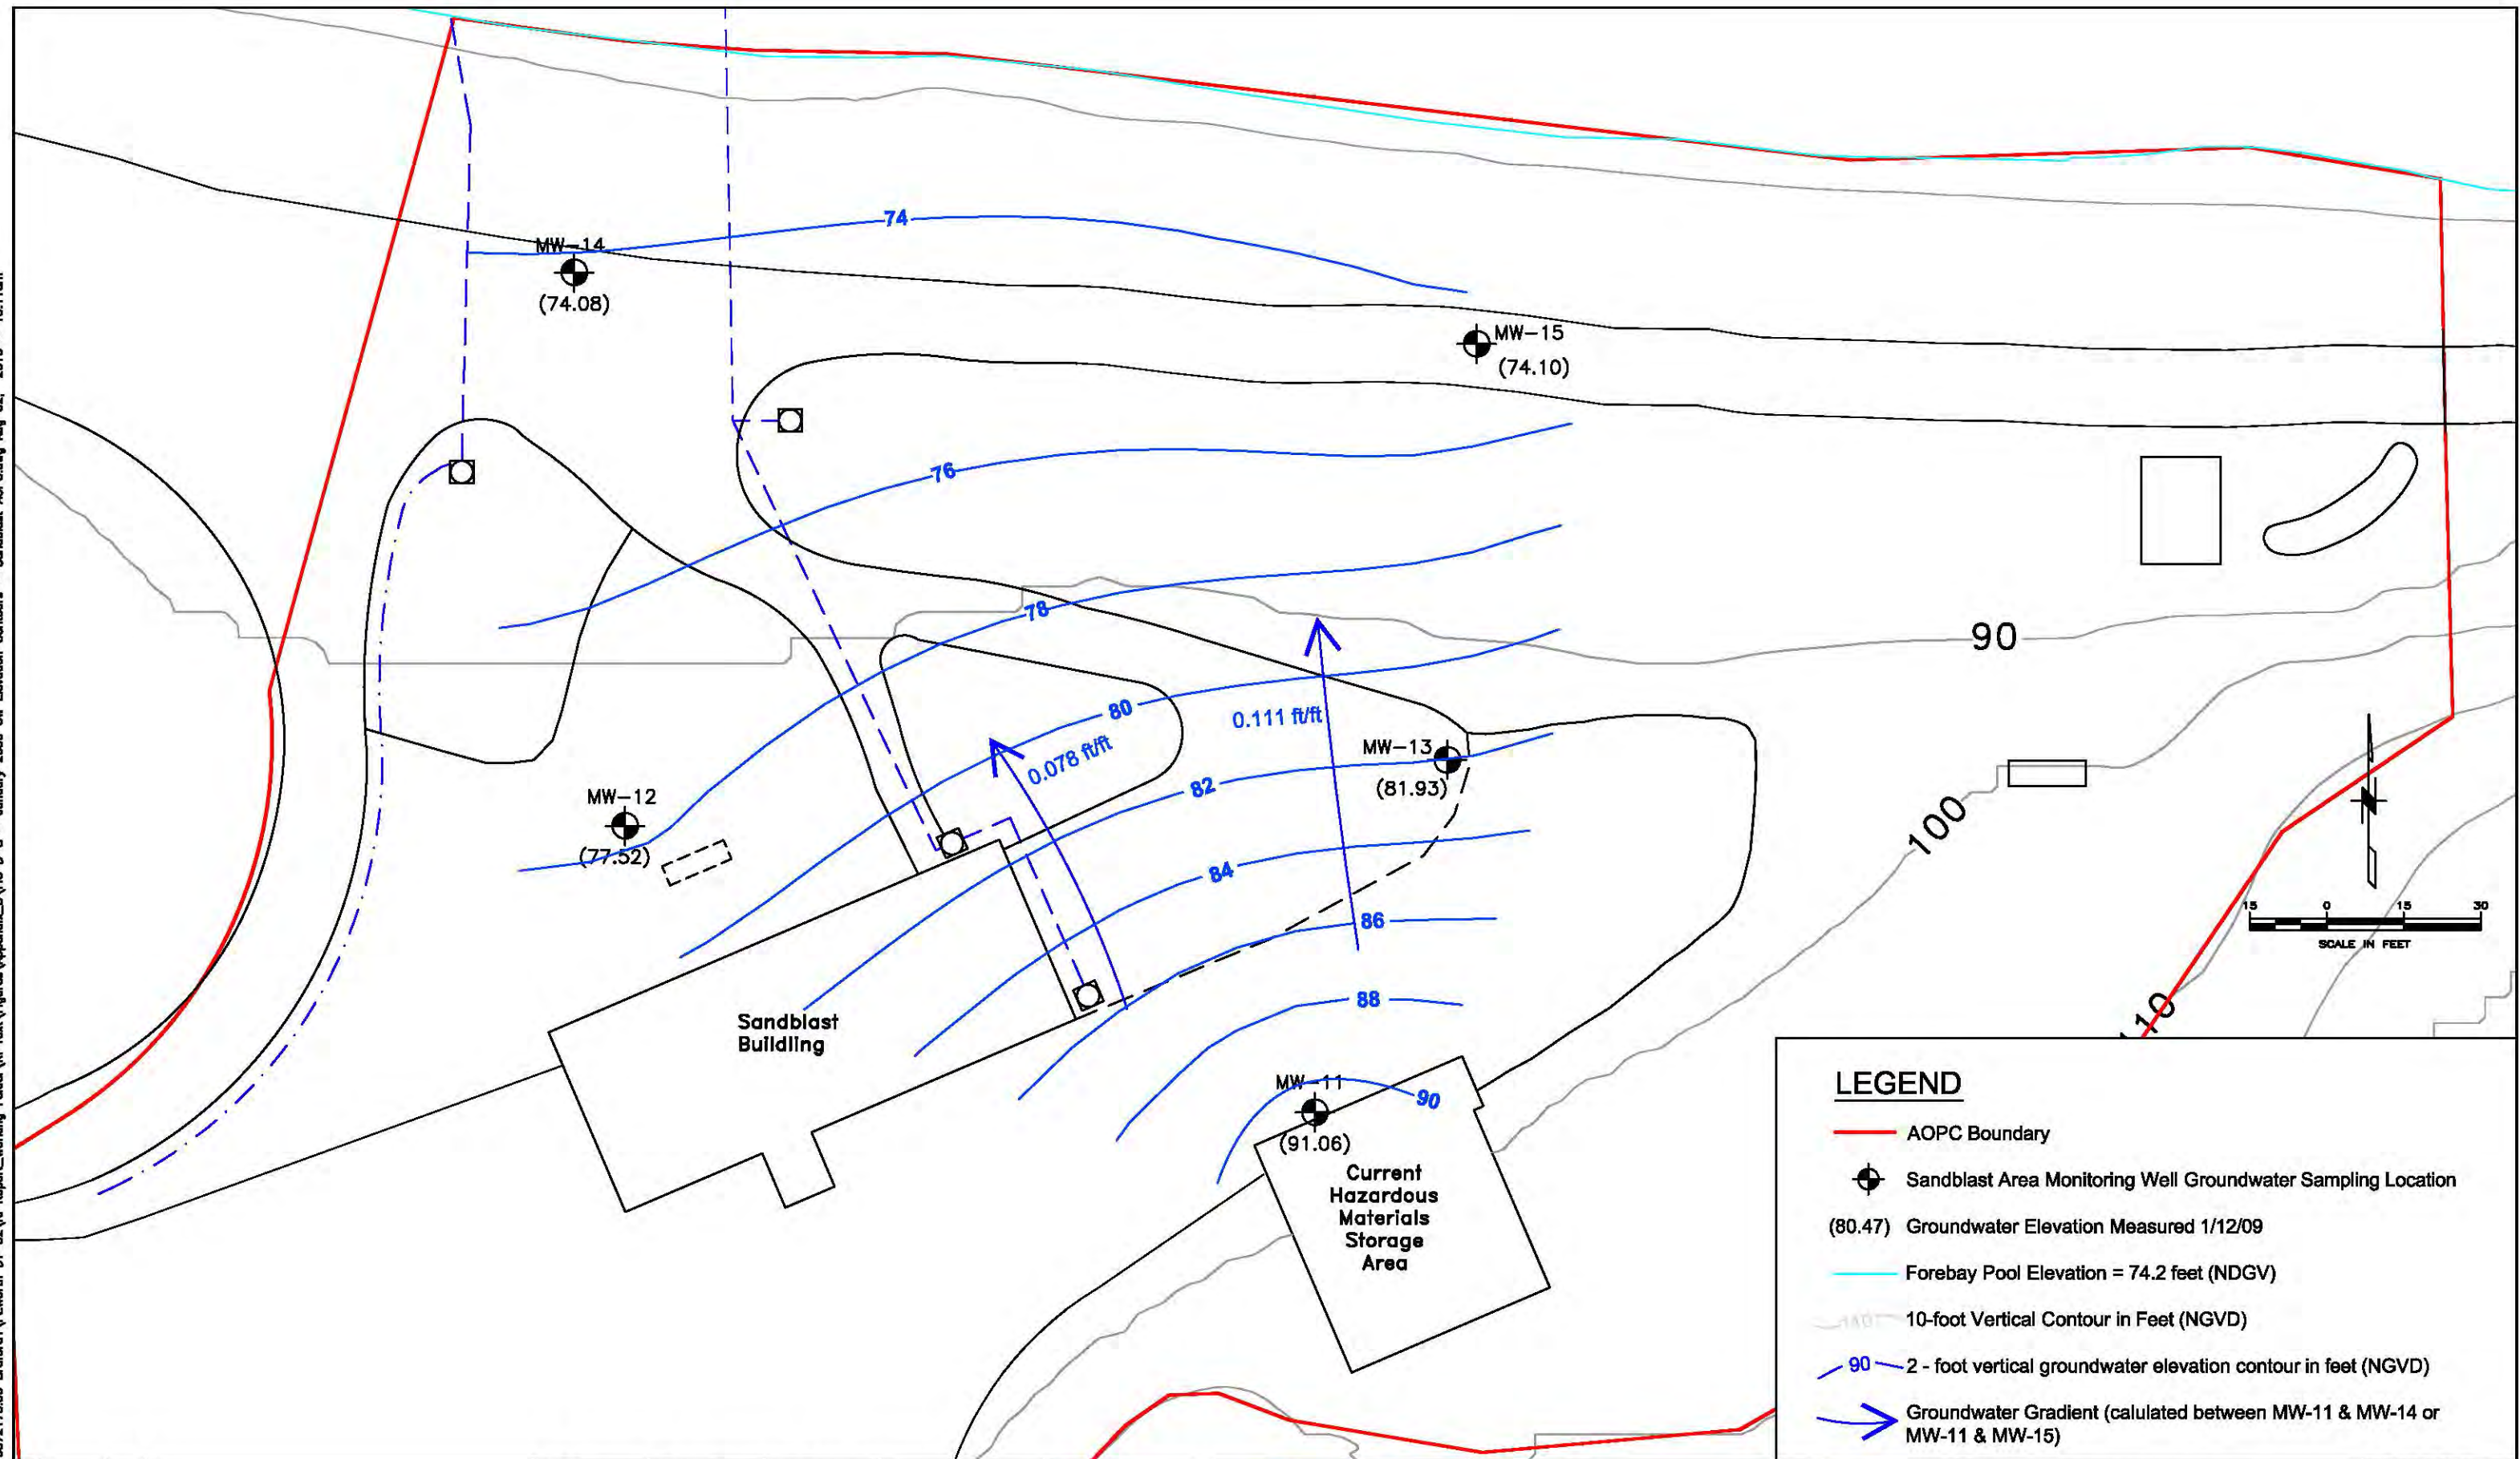 74
MW-14
(74.08)
MW-15
(74.10)
76
78
90
80
0.111 ft/ft
0.078 ft/ft
MW-13
(81.93)
82
MW-12
(77.52)
84
100
86
15 0 15 30
SCALE IN FEET
88
110
Sandblast
Buildling
MW-11
(91.06)
90
Current
Hazardous
Materials
Storage
Area
LEGEND
AOPC Boundary
Sandblast Area Monitoring Well Groundwater Sampling Location
(80.47) Groundwater Elevation Measured 1/12/09
Forebay Pool Elevation = 74.2 feet (NDGV)
10-foot Vertical Contour in Feet (NGVD)
90 2 - foot vertical groundwater elevation contour in feet (NGVD)
Groundwater Gradient (calulated between MW-11 & MW-14 or
MW-11 & MW-15)